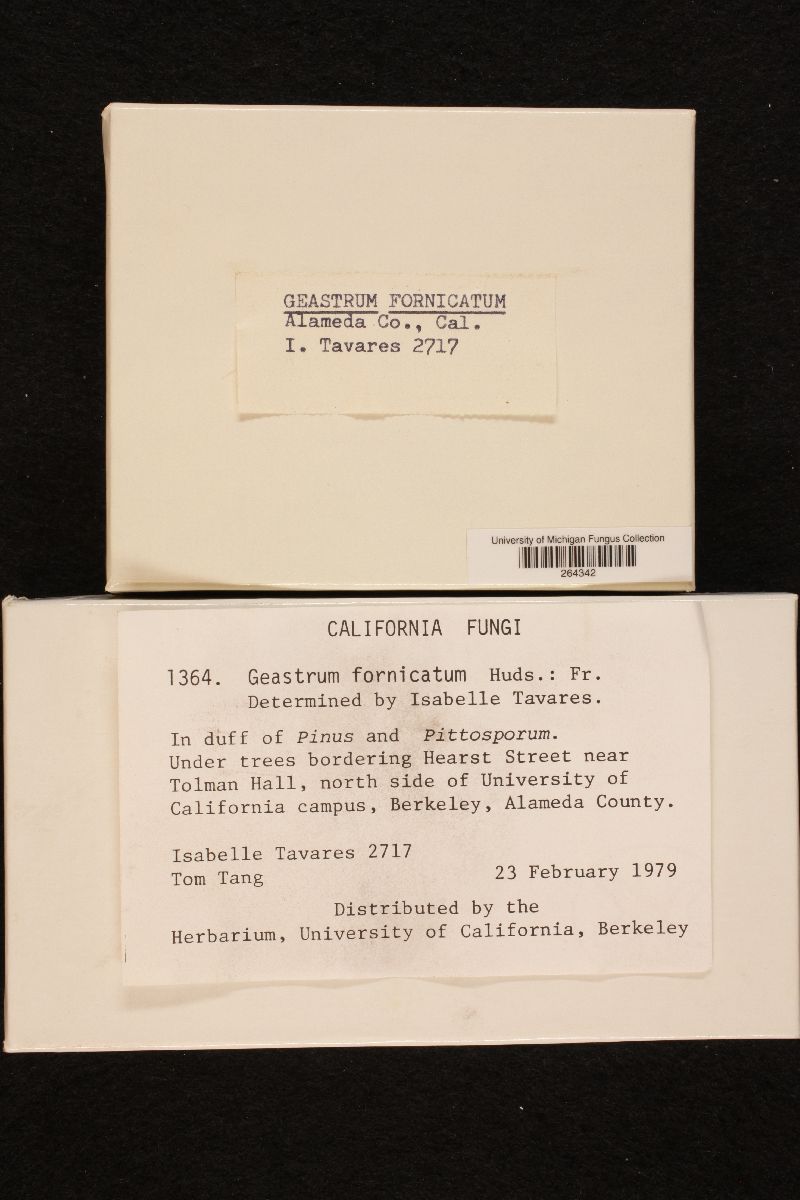 GEASTRUM FORNICATUM
Alameda Co., Cal.
I. Tavares 2717
University of Michigan Fungus Collection
264342
CALIFORNIA FUNGI
1364. Geastrum fornicatum Huds.: Fr.
Determined by Isabelle Tavares.
In duff of Pinus and Pittosporum.
Under trees bordering Hearst Street near
Tolman Hall, north side of University of
California campus, Berkeley, Alameda County.
Isabelle Tavares 2717
Tom Tang 23 February 1979
Distributed by the
Herbarium, University of California, Berkeley